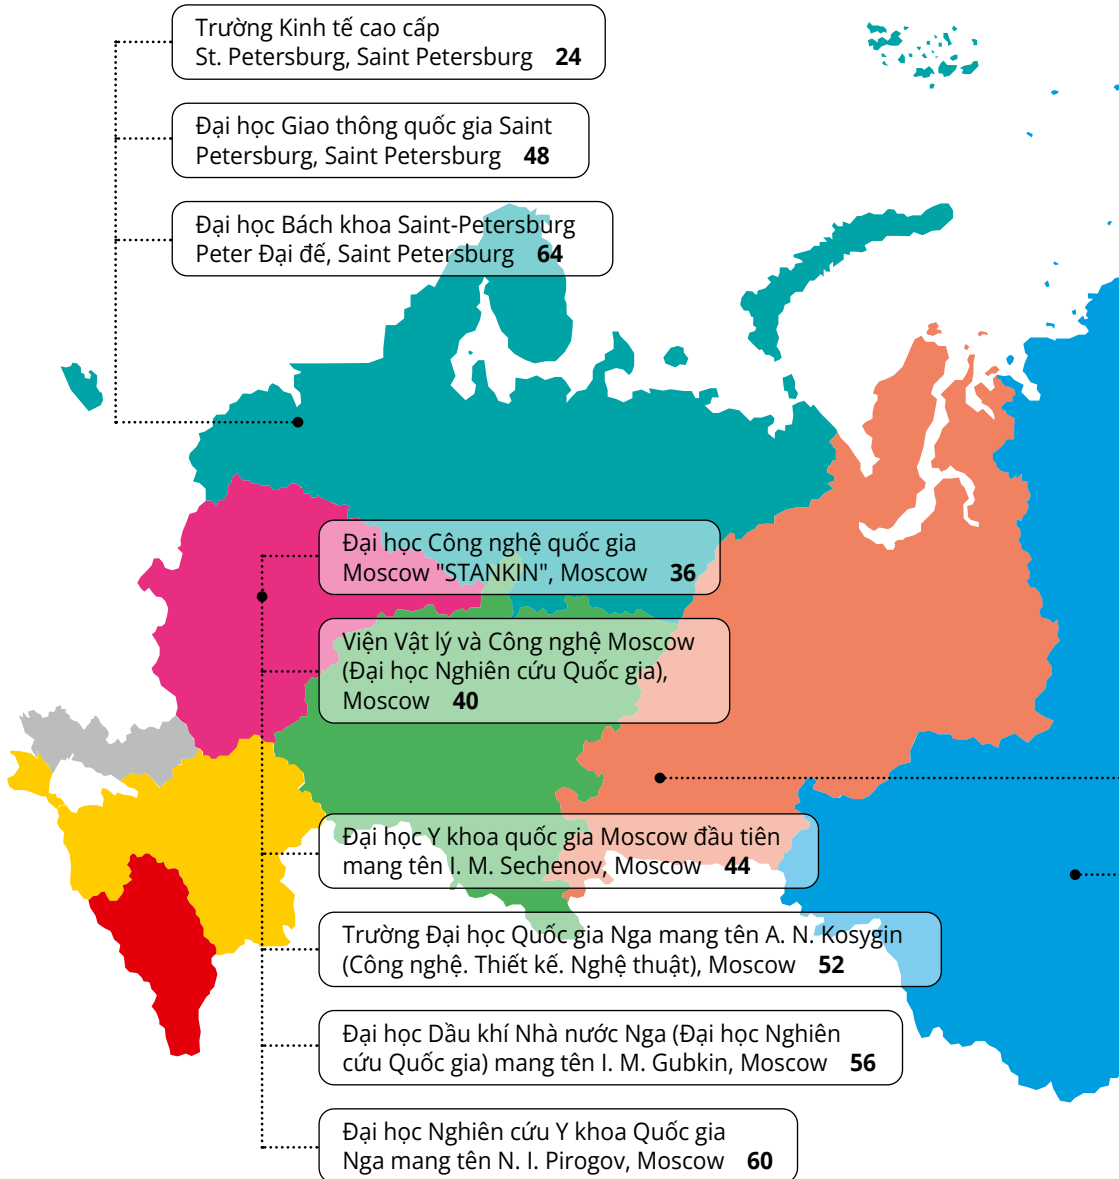 Trường Kinh tế cao cấp
St. Petersburg, Saint Petersburg 24
Đại học Giao thông quốc gia Saint
Petersburg, Saint Petersburg 48
Đại học Bách khoa Saint-Petersburg
Peter Đại đế, Saint Petersburg 64
Đại học Công nghệ quốc gia
Moscow "STANKIN", Moscow 36
Viện Vật lý và Công nghệ Moscow
(Đại học Nghiên cứu Quốc gia),
Moscow 40
Đại học Y khoa quốc gia Moscow đầu tiên
mang tên I. M. Sechenov, Moscow 44
Trường Đại học Quốc gia Nga mang tên A. N. Kosygin
(Công nghệ. Thiết kế. Nghệ thuật), Moscow 52
Đại học Dầu khí Nhà nước Nga (Đại học Nghiên
cứu Quốc gia) mang tên I. M. Gubkin, Moscow 56
Đại học Nghiên cứu Y khoa Quốc gia
Nga mang tên N. I. Pirogov, Moscow 60